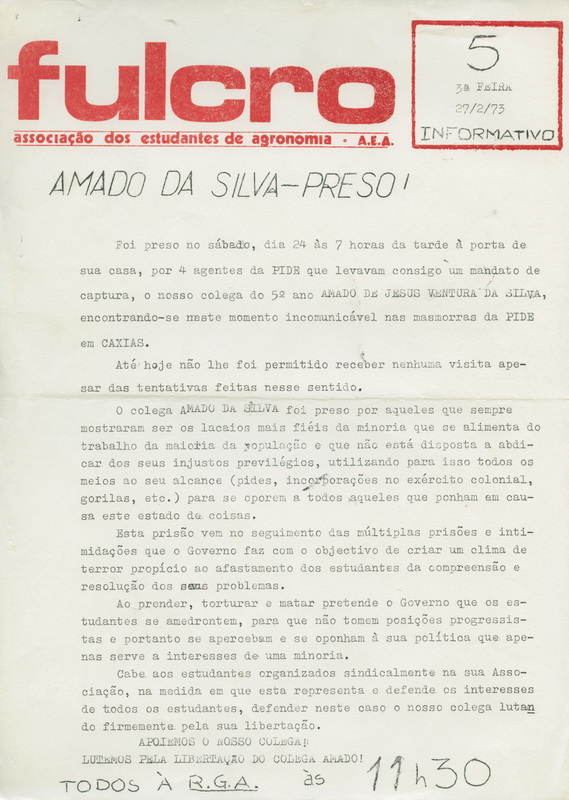 fulcro
associação dos estudantes de agronomia · A.E.A.
5
3ª FEIRA
27/2/73
INFORMATIVO
AMADO DA SILVA-PRESO!
Foi preso no sábado, dia 24 às 7 horas da tarde à porta de
sua casa, por 4 agentes da PIDE que levavam consigo um mandato de
captura, o nosso colega do 5º ano AMADO DE JESUS VENTURA DA SILVA,
encontrando-se neste momento incomunicável nas masmorras da PIDE
em CAXIAS.
Até hoje não lhe foi permitido receber nenhuma visita ape-
sar das tentativas feitas nesse sentido.
O colega AMADO DA SILVA foi preso por aqueles que sempre
mostraram ser os lacaios mais fiéis da minoria que se alimenta do
trabalho da maioria da população e que não está disposta a abdi-
car dos seus injustos previlégios, utilizando para isso todos os
meios ao seu alcance (pides, incorporações no exército colonial,
gorilas, etc.) para se oporem a todos aqueles que ponham em cau-
sa este estado de coisas.
Esta prisão vem no seguimento das múltiplas prisões e inti-
midações que o Governo faz com o objectivo de criar um clima de
terror propício ao afastamento dos estudantes da compreensão e
resolução dos seus problemas.
Ao prender, torturar e matar pretende o Governo que os es-
tudantes se amedrontem, para que não tomem posições progressis-
tas e portanto se apercebam e se oponham à sua política que ape-
nas serve a interesses de uma minoria.
Cabe aos estudantes organizados sindicalmente na sua Asso-
ciação, na medida em que esta representa e defende os interesses
de todos os estudantes, defender neste caso o nosso colega lutan
do firmemente pela sua libertação.
APOIEMOS O NOSSO COLEGA!!
LUTEMOS PELA LIBERTAÇÃO DO COLEGA AMADO!
TODOS À R.G.A. às 11h30